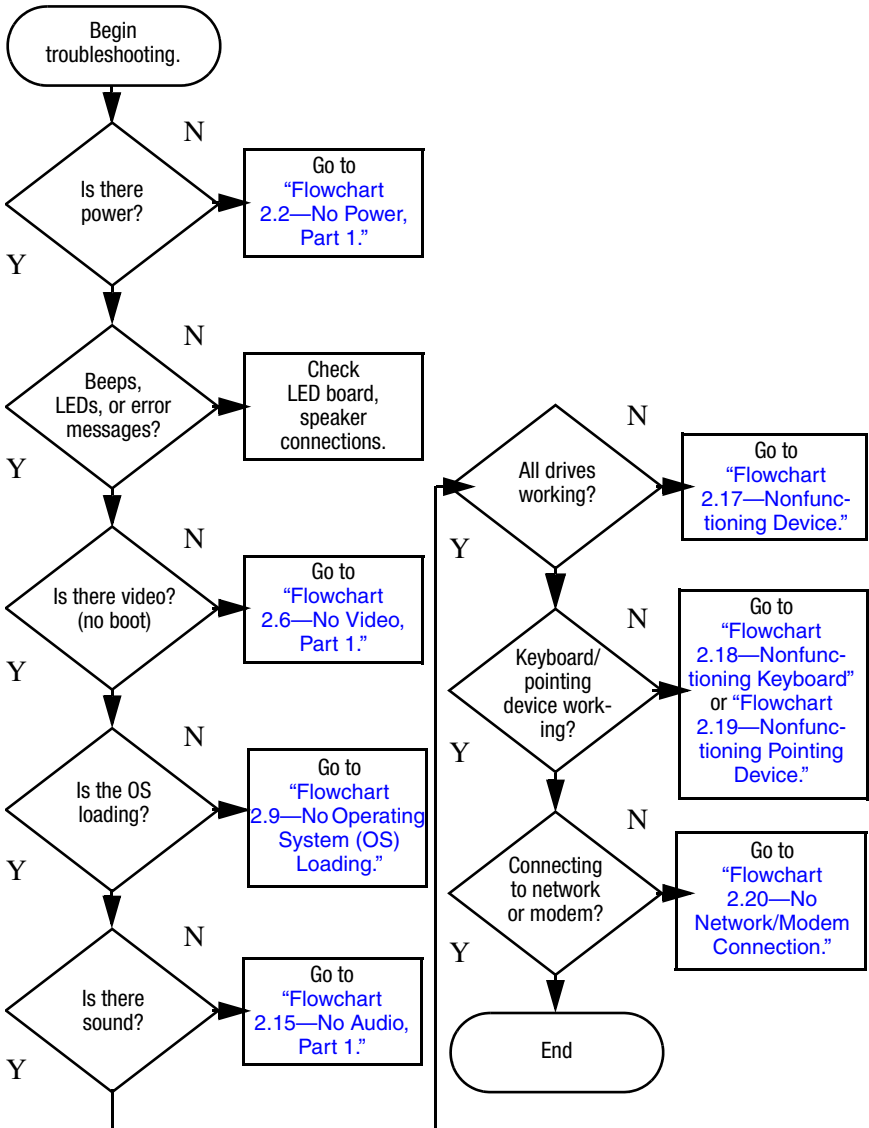 Begin
troubleshooting.
N
Is there
power?
Go to
“Flowchart
2.2—No Power,
Part 1.”
Y
N
Beeps,
LEDs, or error
messages?
Check
LED board,
speaker
connections.
Y
N
Is there video?
(no boot)
Go to
“Flowchart
2.6—No Video,
Part 1.”
Y
N
Is the OS
loading?
Go to
“Flowchart
2.9—No Operating
System (OS)
Loading.”
Y
N
Is there
sound?
Go to
“Flowchart
2.15—No Audio,
Part 1.”
Y
N
All drives
working?
Go to
“Flowchart
2.17—Nonfunc-
tioning Device.”
Y
N
Keyboard/
pointing
device work-
ing?
Go to
“Flowchart
2.18—Nonfunc-
tioning Keyboard”
or “Flowchart
2.19—Nonfunc-
tioning Pointing
Device.”
Y
N
Connecting
to network
or modem?
Go to
“Flowchart
2.20—No
Network/Modem
Connection.”
Y
End